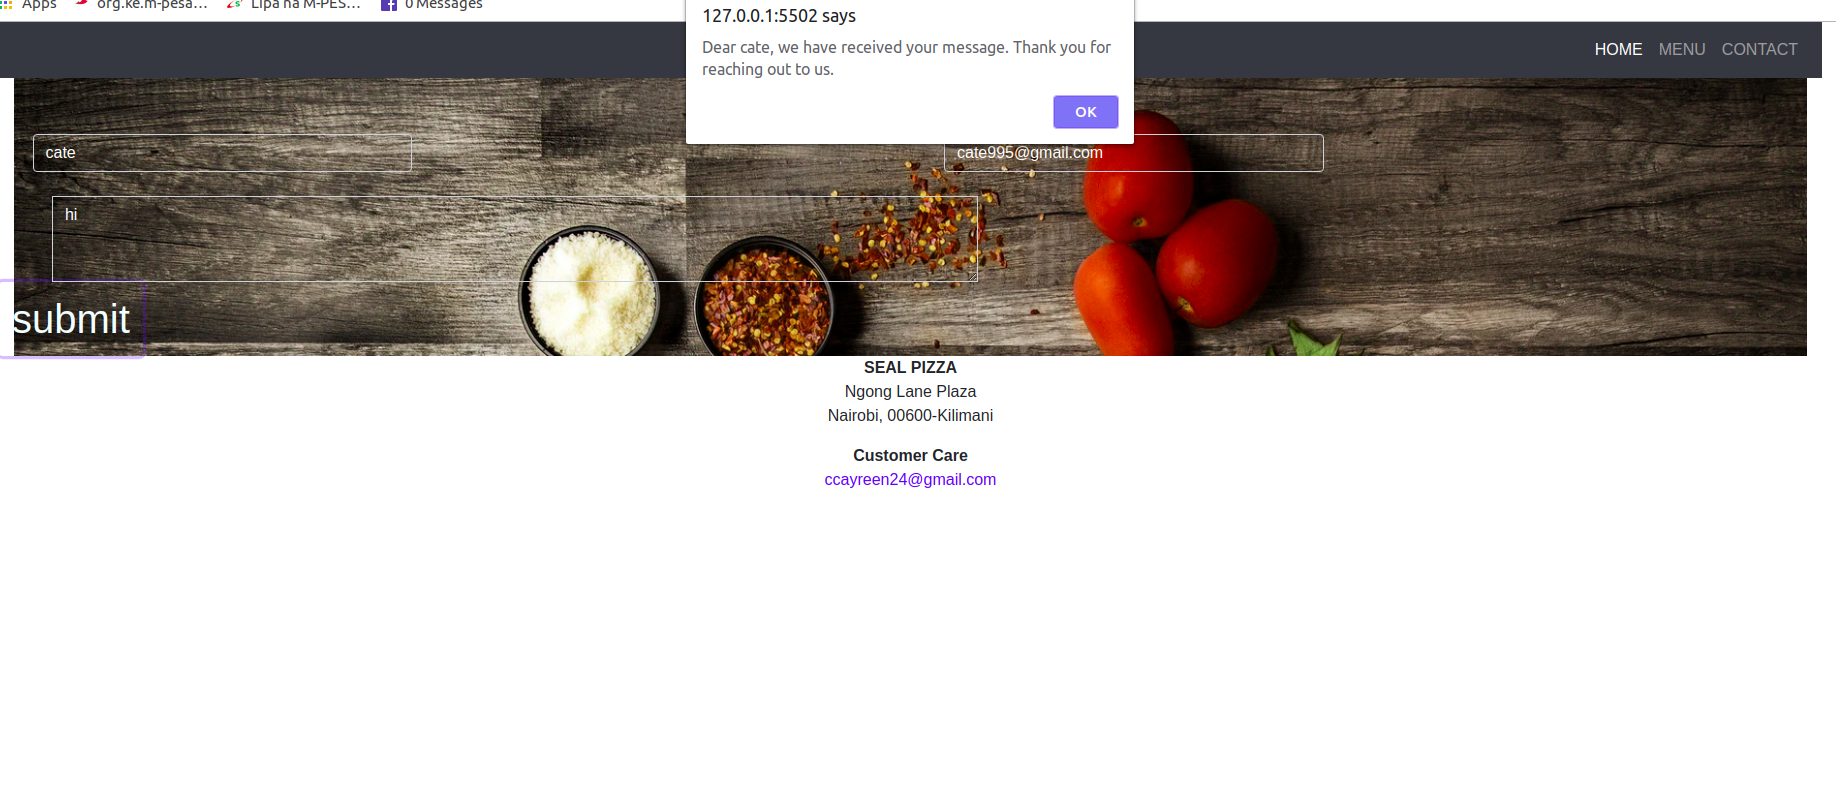 Apps org.ke.m-pesa... Lipa na M-PES... 0 Messages
127.0.0.1:5502 says
Dear cate, we have received your message. Thank you for
reaching out to us.
OK
HOME MENU CONTACT
cate
cate995@gmail.com
hi
submit
SEAL PIZZA
Ngong Lane Plaza
Nairobi, 00600-Kilimani
Customer Care
ccayreen24@gmail.com